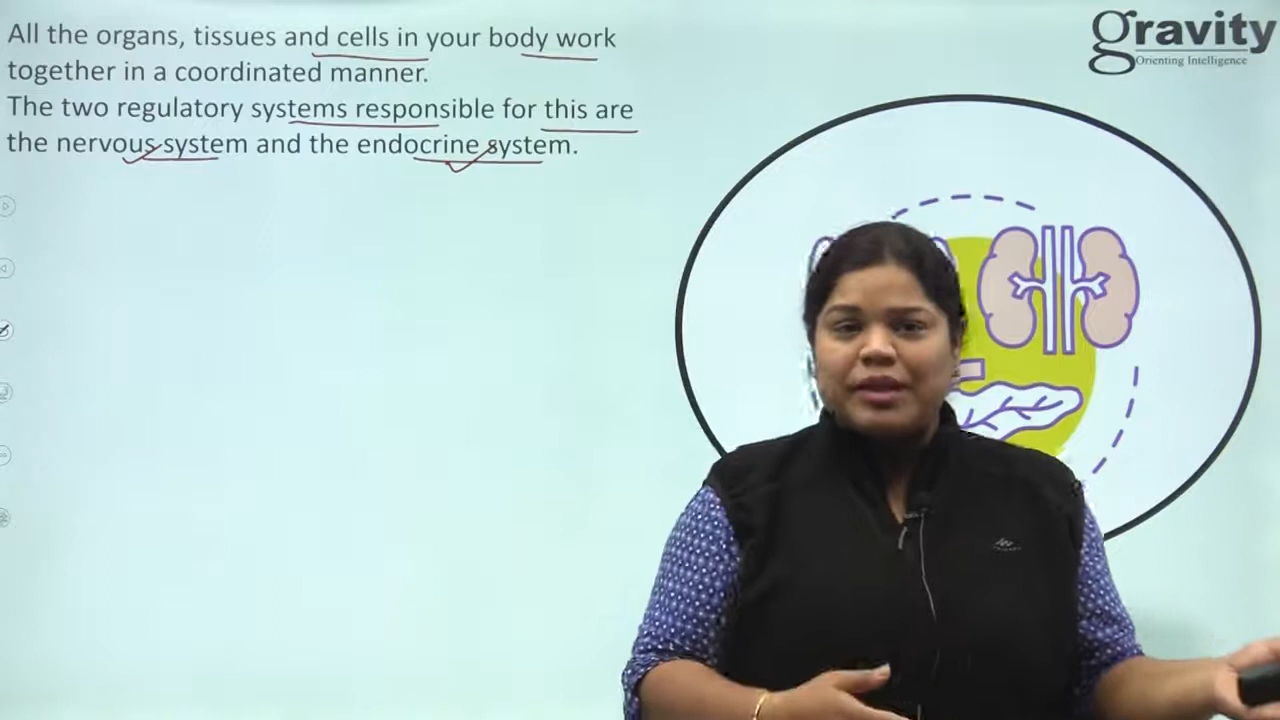 All the organs, tissues and cells in your body work
together in a coordinated manner.
The two regulatory systems responsible for this are
the nervous system and the endocrine system.
gravity
Orienting Intelligence